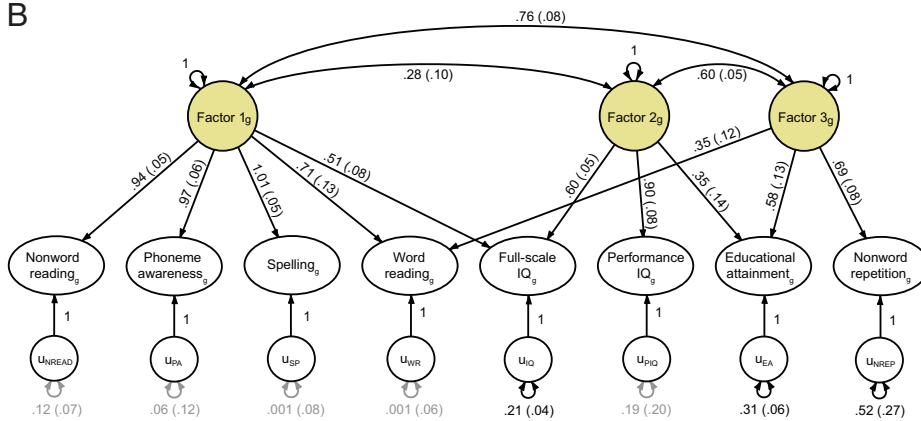 B
.76 (.08)
1
.28 (.10)
1
.60 (.05)
1
Factor 1g
Factor 2g
Factor 3g
.94 (.05)
.97 (.06)
1.01 (.05)
.71 (.13)
.51 (.08)
.60 (.05)
.90 (.08)
.35 (.14)
.35 (.12)
.58 (.13)
.69 (.08)
Nonword
readingg
Phoneme
awarenessg
Spellingg
Word
readingg
Full-scale
IQg
Performance
IQg
Educational
attainmentg
Nonword
repetitiong
1 1 1 1 1 1 1 1
uNREAD uPA uSP uWR uIQ uPIQ uEA uNREP
.12 (.07) .06 (.12) .001 (.08) .001 (.06) .21 (.04) .19 (.20) .31 (.06) .52 (.27)